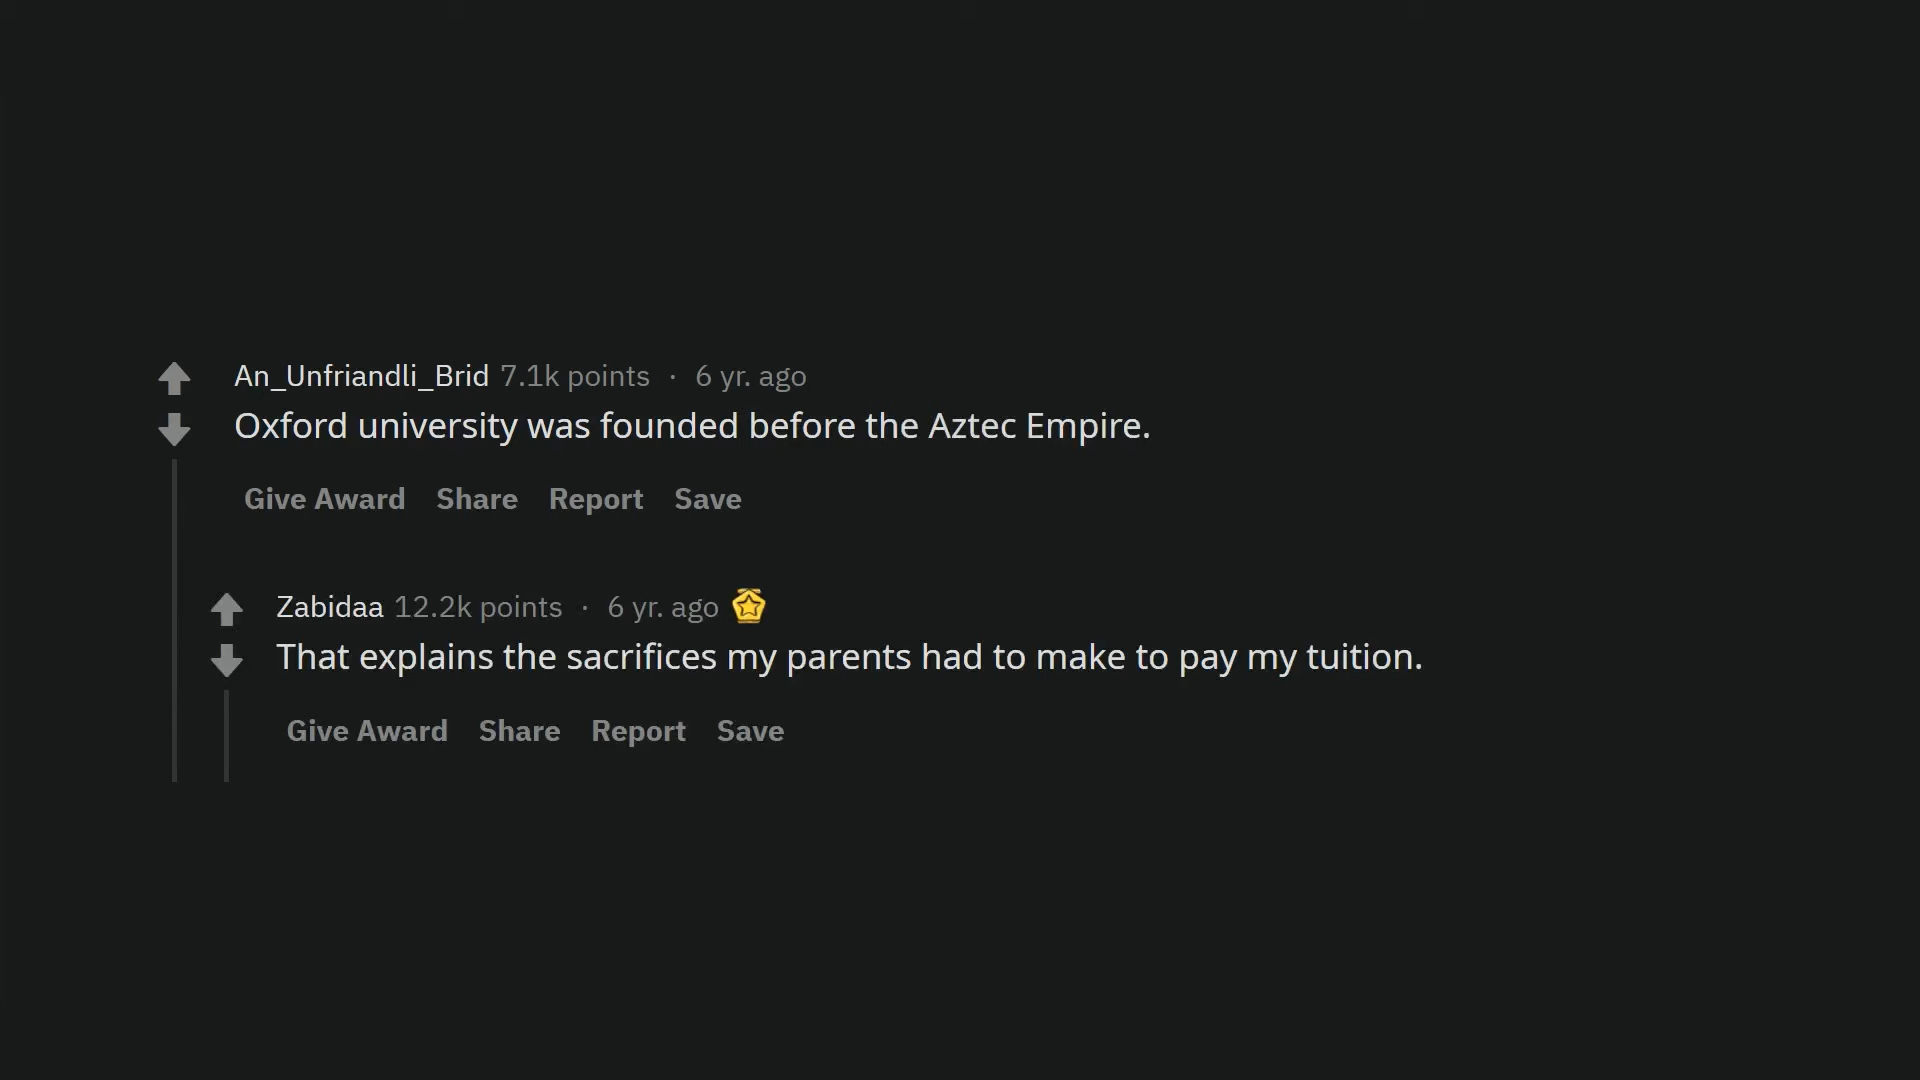 An_Unfriandli_Brid 7.1k points · 6 yr. ago
Oxford university was founded before the Aztec Empire.
Give Award Share Report Save
Zabidaa 12.2k points · 6 yr. ago
That explains the sacrifices my parents had to make to pay my tuition.
Give Award Share Report Save